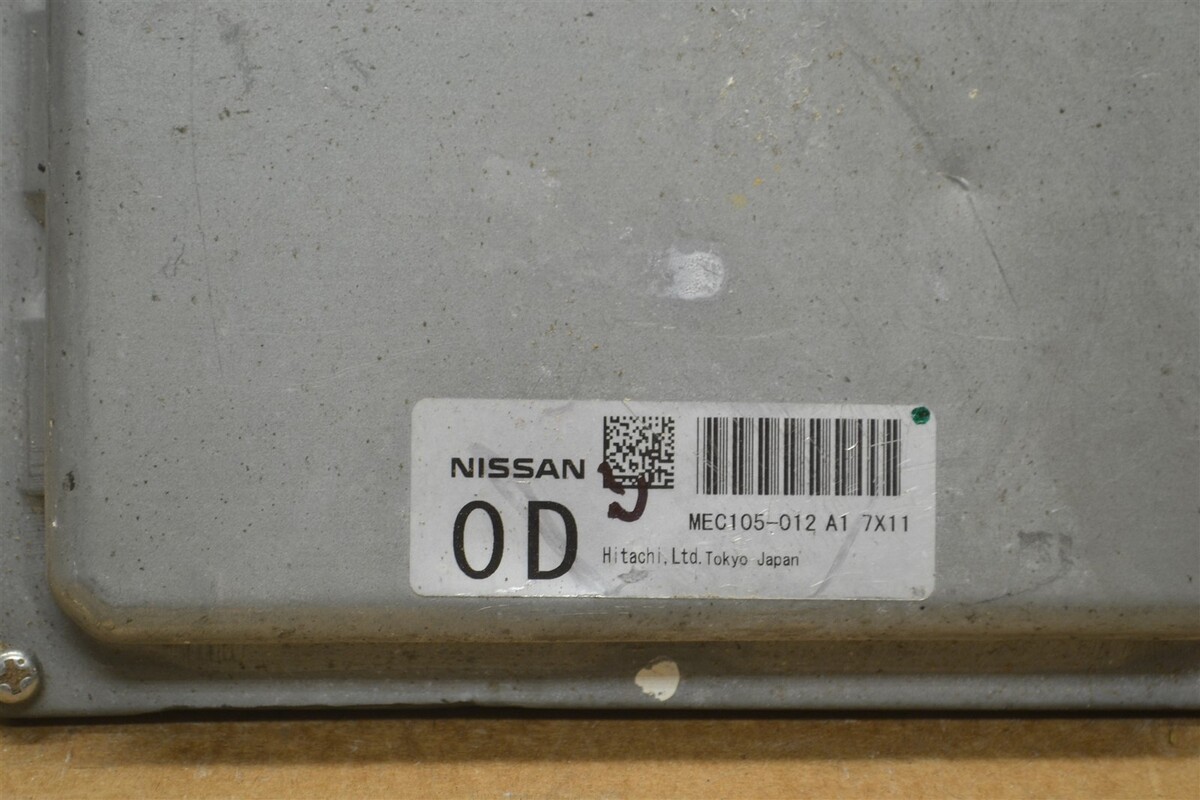 NISSAN
0D
MEC105-012 A1 7X11
Hitachi,Ltd.Tokyo Japan